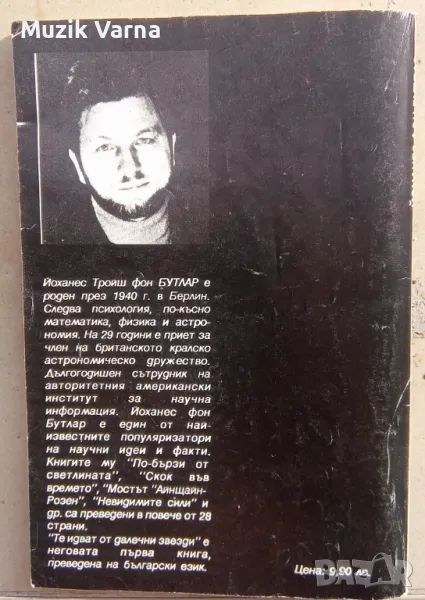 Muzik Varna
Йоханес Тройш фон БУТЛАР е
роден през 1940 г. в Берлин.
Следва психология, по-късно
математика, физика и астро-
номия. На 29 години е приет за
член на британското кралско
астрономическо дружество.
Дългогодишен сътрудник на
авторитетния американски
институт за научна
информация. Йоханес фон
Бутлар е един от най-
известните популяризатори
на научни идеи и факти.
Книгите му "По-бързи от
светлината", "Скок във
времето", "Мостът "Айнщайн-
Розен", "Невидимите сили" и
др. са преведени в повече от 28
страни.
"Те идват от далечни звезди" е
неговата първа книга,
преведена на български език.
Цена: 9,90 лв.
BAZAR